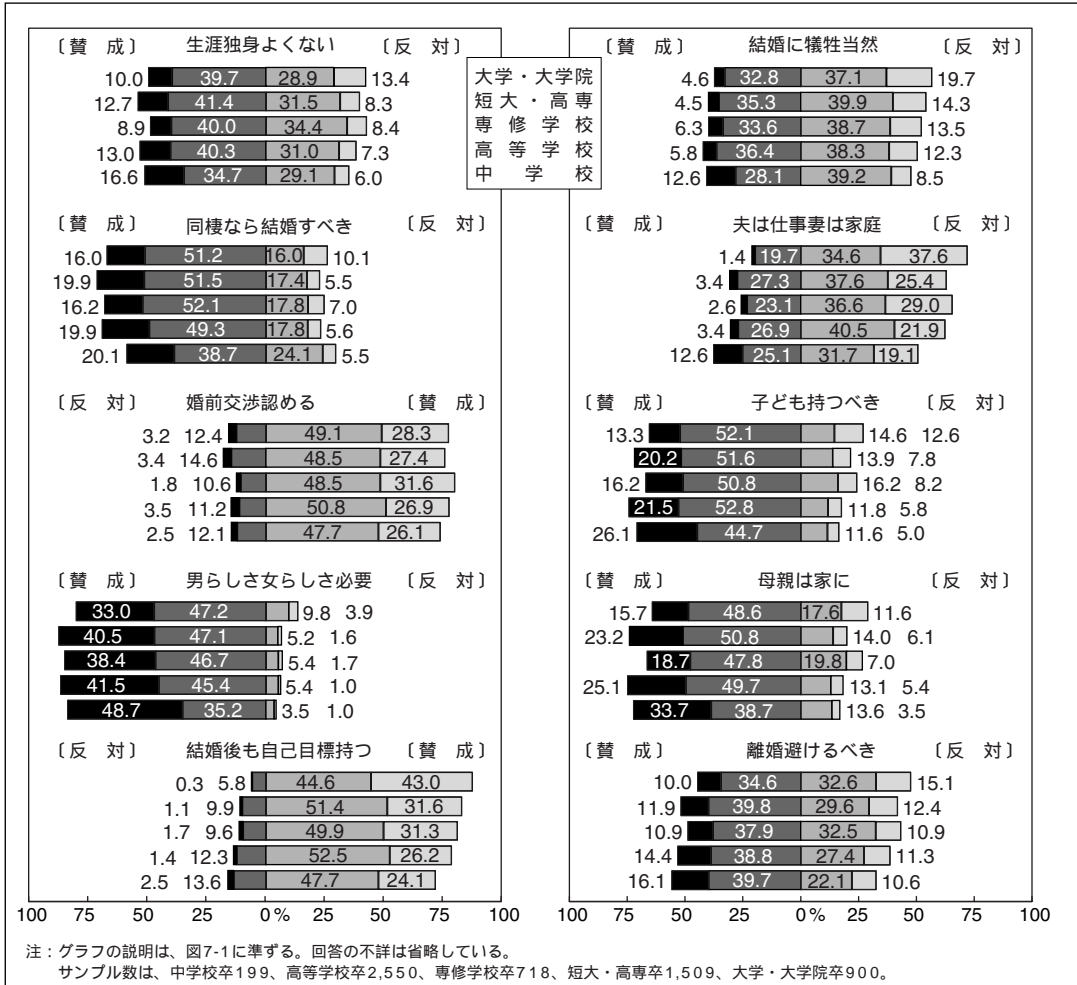 〔賛 成〕 生涯独身よくない 〔反 対〕
10.0 39.7 28.9 13.4
12.7 41.4 31.5 8.3
8.9 40.0 34.4 8.4
13.0 40.3 31.0 7.3
16.6 34.7 29.1 6.0
大学・大学院
短大・高専
専修学校
高等学校
中学校
〔賛 成〕 結婚に犠牲当然 〔反 対〕
4.6 32.8 37.1 19.7
4.5 35.3 39.9 14.3
6.3 33.6 38.7 13.5
5.8 36.4 38.3 12.3
12.6 28.1 39.2 8.5
〔賛 成〕 同棲なら結婚すべき 〔反 対〕
16.0 51.2 16.0 10.1
19.9 51.5 17.4 5.5
16.2 52.1 17.8 7.0
19.9 49.3 17.8 5.6
20.1 38.7 24.1 5.5
〔賛 成〕 夫は仕事妻は家庭 〔反 対〕
1.4 19.7 34.6 37.6
3.4 27.3 37.6 25.4
2.6 23.1 36.6 29.0
3.4 26.9 40.5 21.9
12.6 25.1 31.7 19.1
〔反 対〕 婚前交渉認める 〔賛 成〕
3.2 12.4 49.1 28.3
3.4 14.6 48.5 27.4
1.8 10.6 48.5 31.6
3.5 11.2 50.8 26.9
2.5 12.1 47.7 26.1
〔賛 成〕 子ども持つべき 〔反 対〕
13.3 52.1 14.6 12.6
20.2 51.6 13.9 7.8
16.2 50.8 16.2 8.2
21.5 52.8 11.8 5.8
26.1 44.7 11.6 5.0
〔賛 成〕 男らしさ女らしさ必要 〔反 対〕
33.0 47.2 9.8 3.9
40.5 47.1 5.2 1.6
38.4 46.7 5.4 1.7
41.5 45.4 5.4 1.0
48.7 35.2 3.5 1.0
〔賛 成〕 母親は家に 〔反 対〕
15.7 48.6 17.6 11.6
23.2 50.8 14.0 6.1
18.7 47.8 19.8 7.0
25.1 49.7 13.1 5.4
33.7 38.7 13.6 3.5
〔反 対〕 結婚後も自己目標持つ 〔賛 成〕
0.3 5.8 44.6 43.0
1.1 9.9 51.4 31.6
1.7 9.6 49.9 31.3
1.4 12.3 52.5 26.2
2.5 13.6 47.7 24.1
100 75 50 25 0% 25 50 75 100
〔賛 成〕 離婚避けるべき 〔反 対〕
10.0 34.6 32.6 15.1
11.9 39.8 29.6 12.4
10.9 37.9 32.5 10.9
14.4 38.8 27.4 11.3
16.1 39.7 22.1 10.6
100 75 50 25 0% 25 50 75 100
注：グラフの説明は、図7-1に準ずる。回答の不詳は省略している。
サンプル数は、中学校卒199、高等学校卒2,550、専修学校卒718、短大・高専卒1,509、大学・大学院卒900。